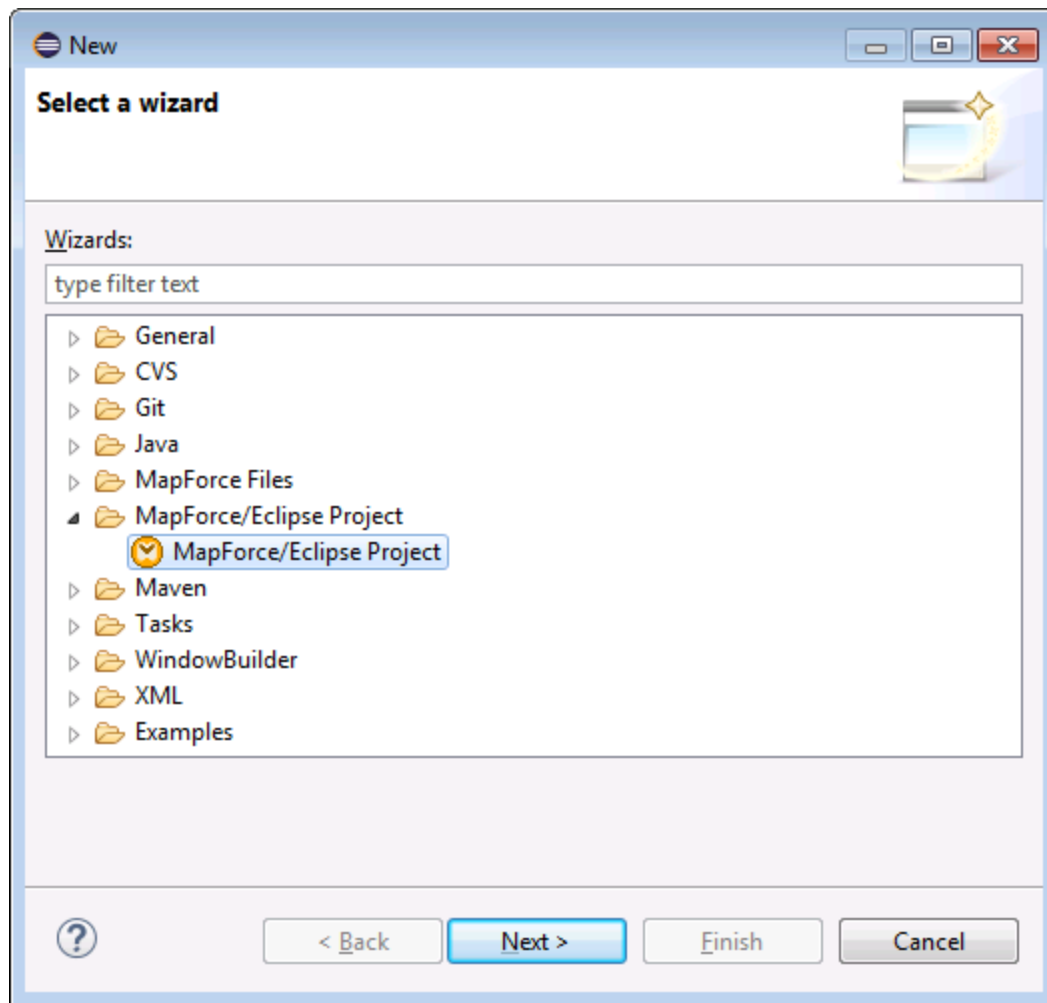 New
Select a wizard
Wizards:
type filter text
General
CVS
Git
Java
MapForce Files
MapForce/Eclipse Project
MapForce/Eclipse Project
Maven
Tasks
WindowBuilder
XML
Examples
< Back Next > Finish Cancel